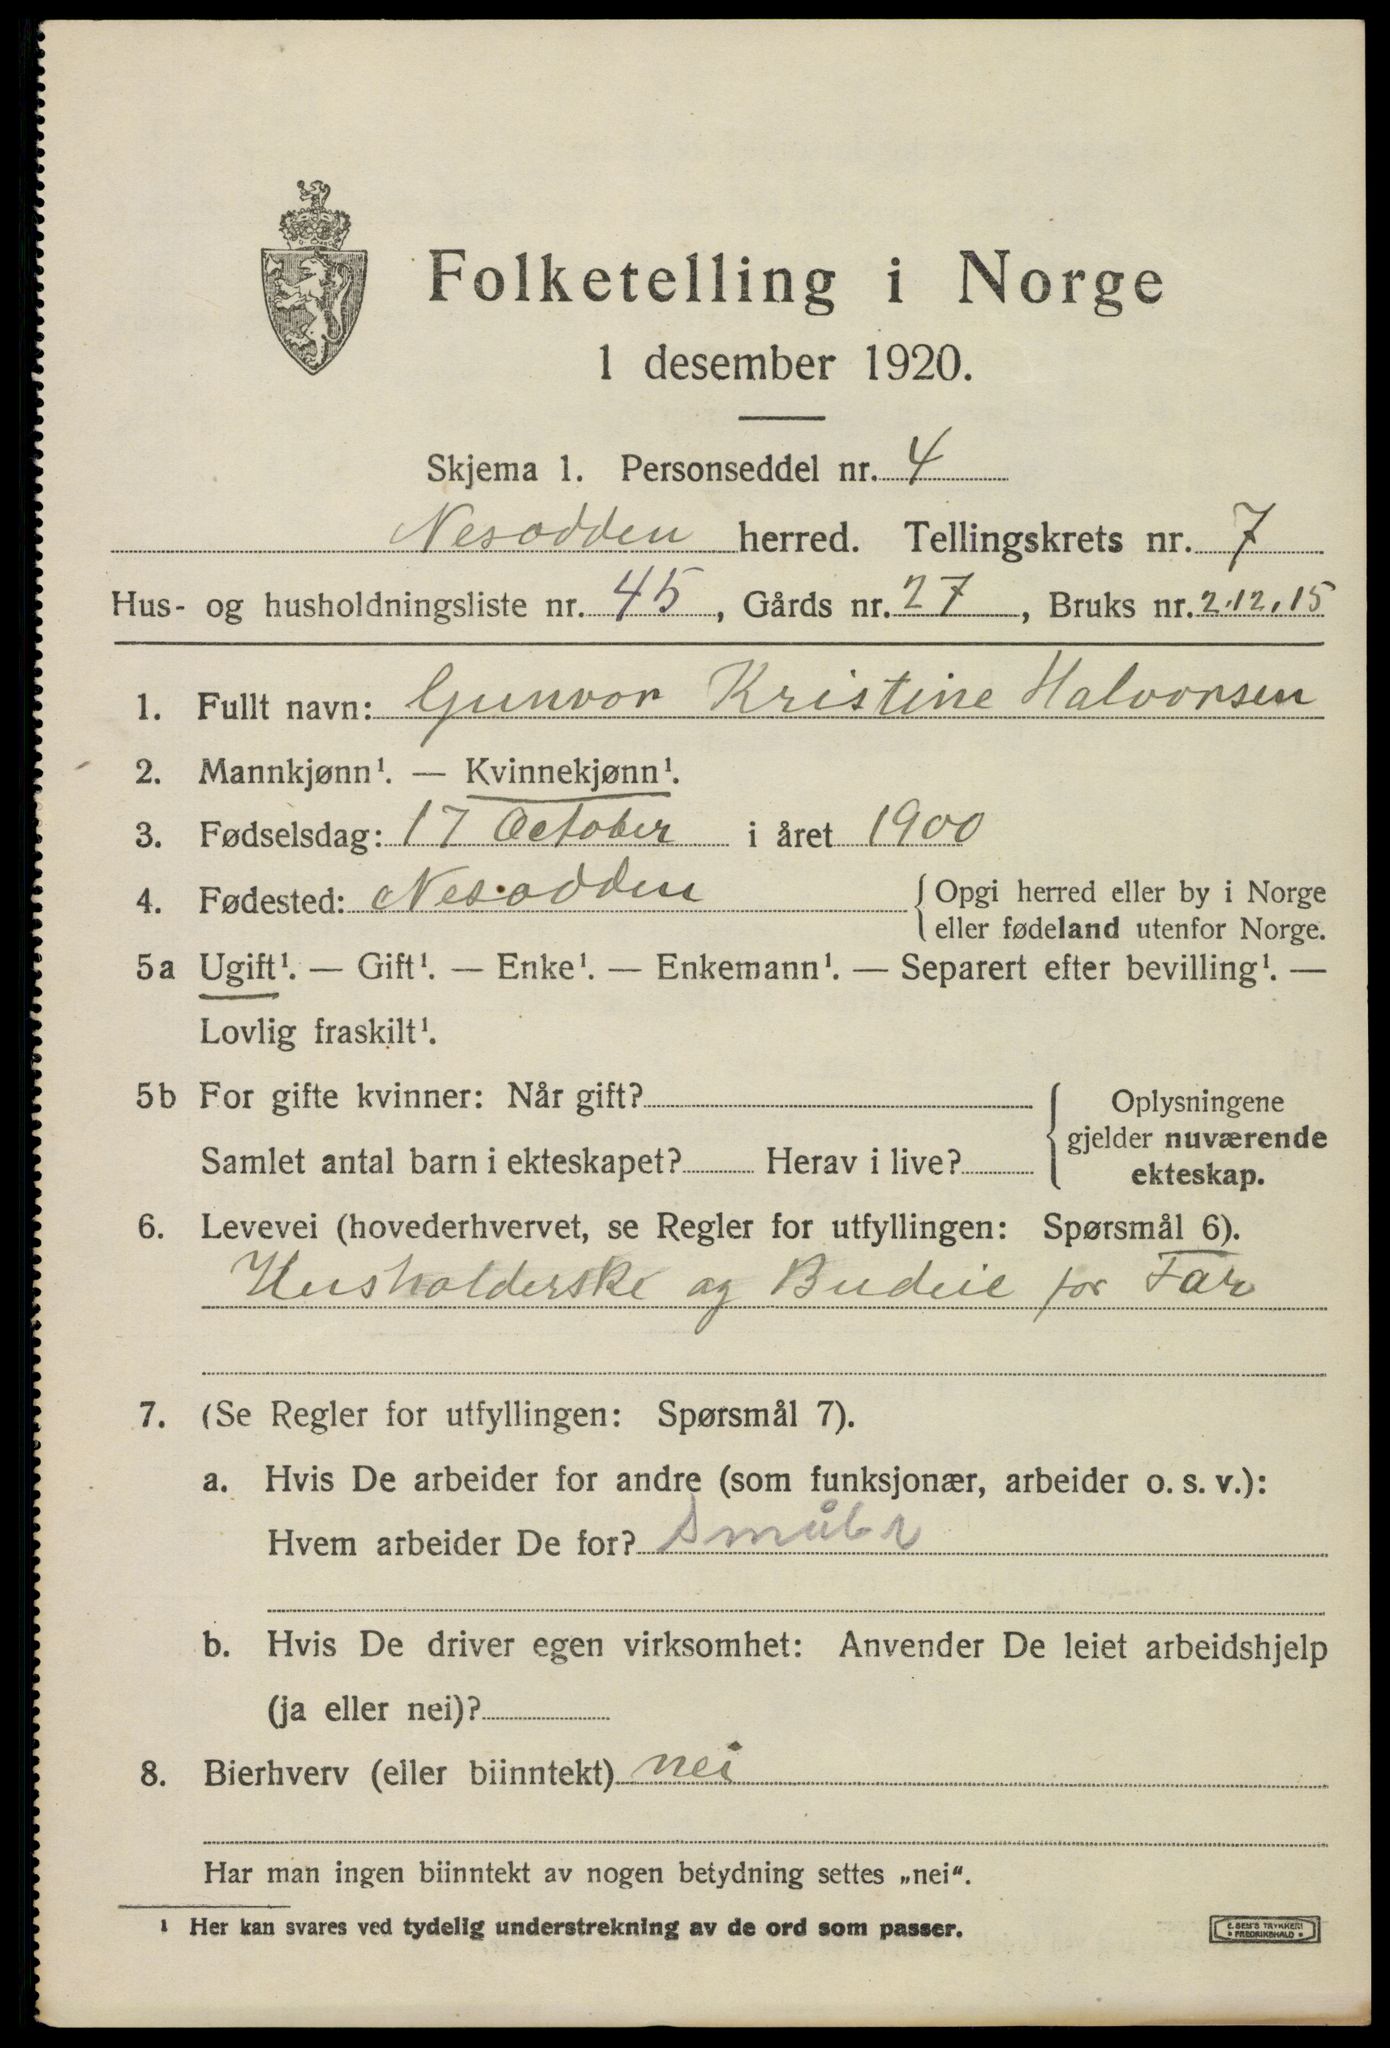 Folketelling i Norge
1 desember 1920.
Skjema 1. Personseddel nr. 4
Nesodden herred. Tellingskrets nr. 7
Hus- og husholdningsliste nr. 45, Gårds nr. 27, Bruks nr. 2.12.15
1. Fullt navn: Gunvor Kristine Halvorsen
2. Mannkjønn¹. — Kvinnekjønn¹.
3. Fødselsdag: 17 October i året 1900
4. Fødested: Nesodden { Opgi herred eller by i Norge
eller fødeland utenfor Norge.
5a Ugift¹. — Gift¹. — Enke¹. — Enkemann¹. — Separert efter bevilling¹. —
Lovlig fraskilt¹.
5b For gifte kvinner: Når gift?
Samlet antal barn i ekteskapet? Herav i live?
{ Oplysningene
gjelder nuværende
ekteskap.
6. Levevei (hovederhvervet, se Regler for utfyllingen: Spørsmål 6).
Husholderske og Budeie for Far
7. (Se Regler for utfyllingen: Spørsmål 7).
a. Hvis De arbeider for andre (som funksjonær, arbeider o. s. v.):
Hvem arbeider De for? Småbr
b. Hvis De driver egen virksomhet: Anvender De leiet arbeidshjelp
(ja eller nei)?
8. Bierhverv (eller biinntekt) nei
Har man ingen biinntekt av nogen betydning settes „nei“.
¹ Her kan svares ved tydelig understrekning av de ord som passer.
E. SEM'S TRYKKERI
FREDRIKSHALD